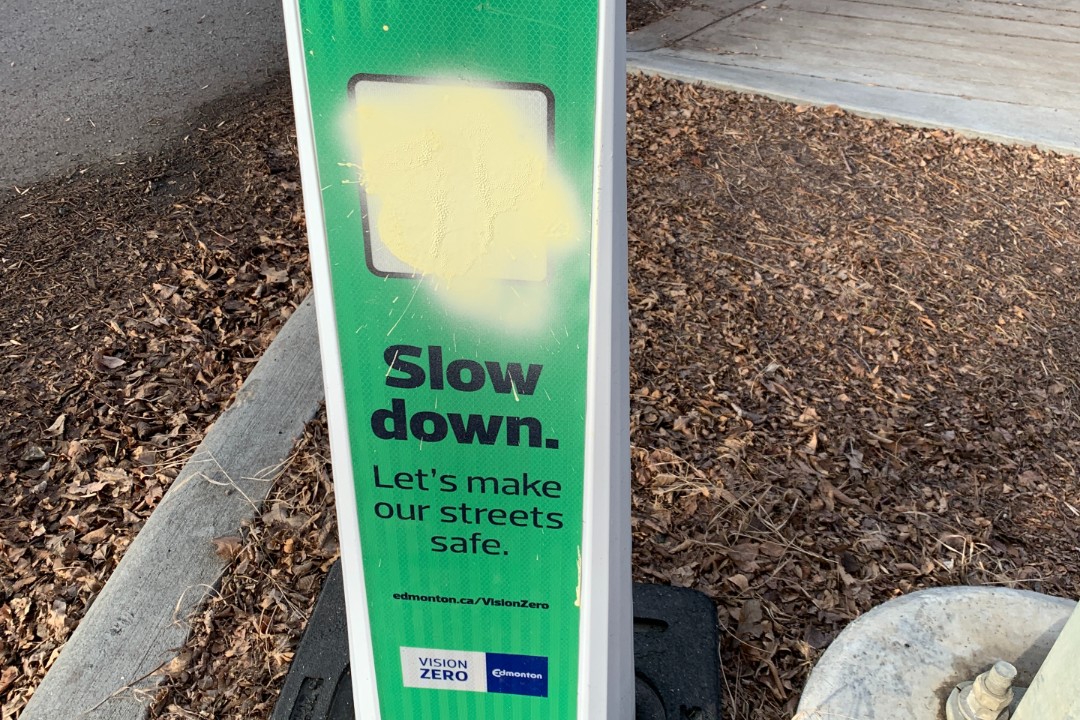 Slow
down.
Let's make
our streets
safe.
edmonton.ca/VisionZero
VISION
ZERO
Edmonton